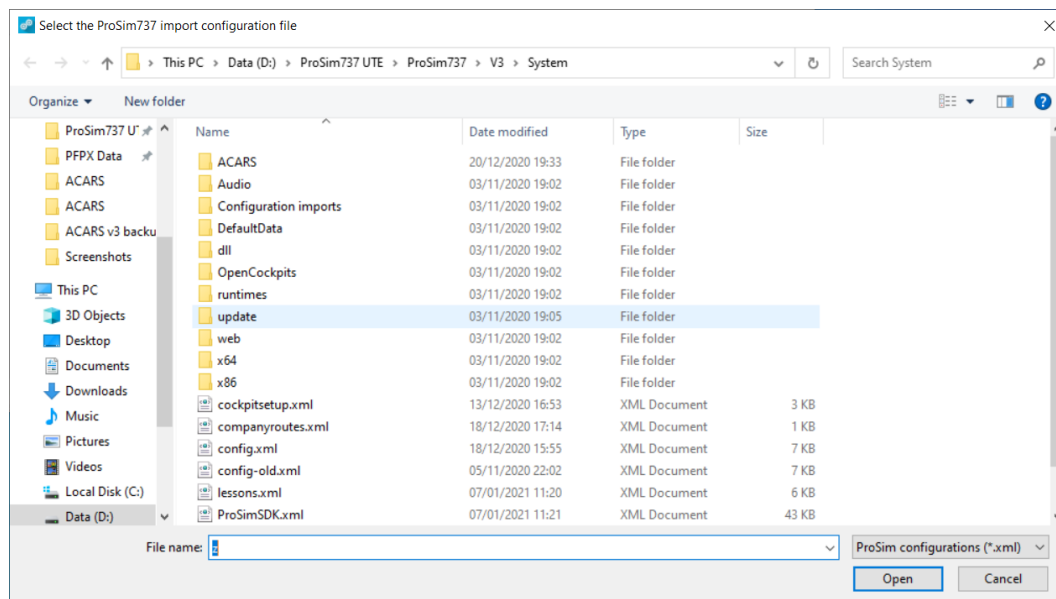 Select the ProSim737 import configuration file
This PC > Data (D:) > ProSim737 UTE > ProSim737 > V3 > System
Search System
Organize
New folder
Name
Date modified
Type
Size
ProSim737 U
PFPX Data
ACARS
ACARS
ACARS v3 backu
Screenshots
This PC
3D Objects
Desktop
Documents
Downloads
Music
Pictures
Videos
Local Disk (C:)
Data (D:)
ACARS 20/12/2020 19:33 File folder
Audio 03/11/2020 19:02 File folder
Configuration imports 03/11/2020 19:02 File folder
DefaultData 03/11/2020 19:02 File folder
dll 03/11/2020 19:02 File folder
OpenCockpits 03/11/2020 19:02 File folder
runtimes 03/11/2020 19:02 File folder
update 03/11/2020 19:05 File folder
web 03/11/2020 19:02 File folder
x64 03/11/2020 19:02 File folder
x86 03/11/2020 19:02 File folder
cockpitsetup.xml 13/12/2020 16:53 XML Document 3 KB
companyroutes.xml 18/12/2020 17:14 XML Document 1 KB
config.xml 18/12/2020 15:55 XML Document 7 KB
config-old.xml 05/11/2020 22:02 XML Document 7 KB
lessons.xml 07/01/2021 11:20 XML Document 6 KB
ProSimSDK.xml 07/01/2021 11:21 XML Document 43 KB
File name: z
ProSim configurations (*.xml)
Open
Cancel